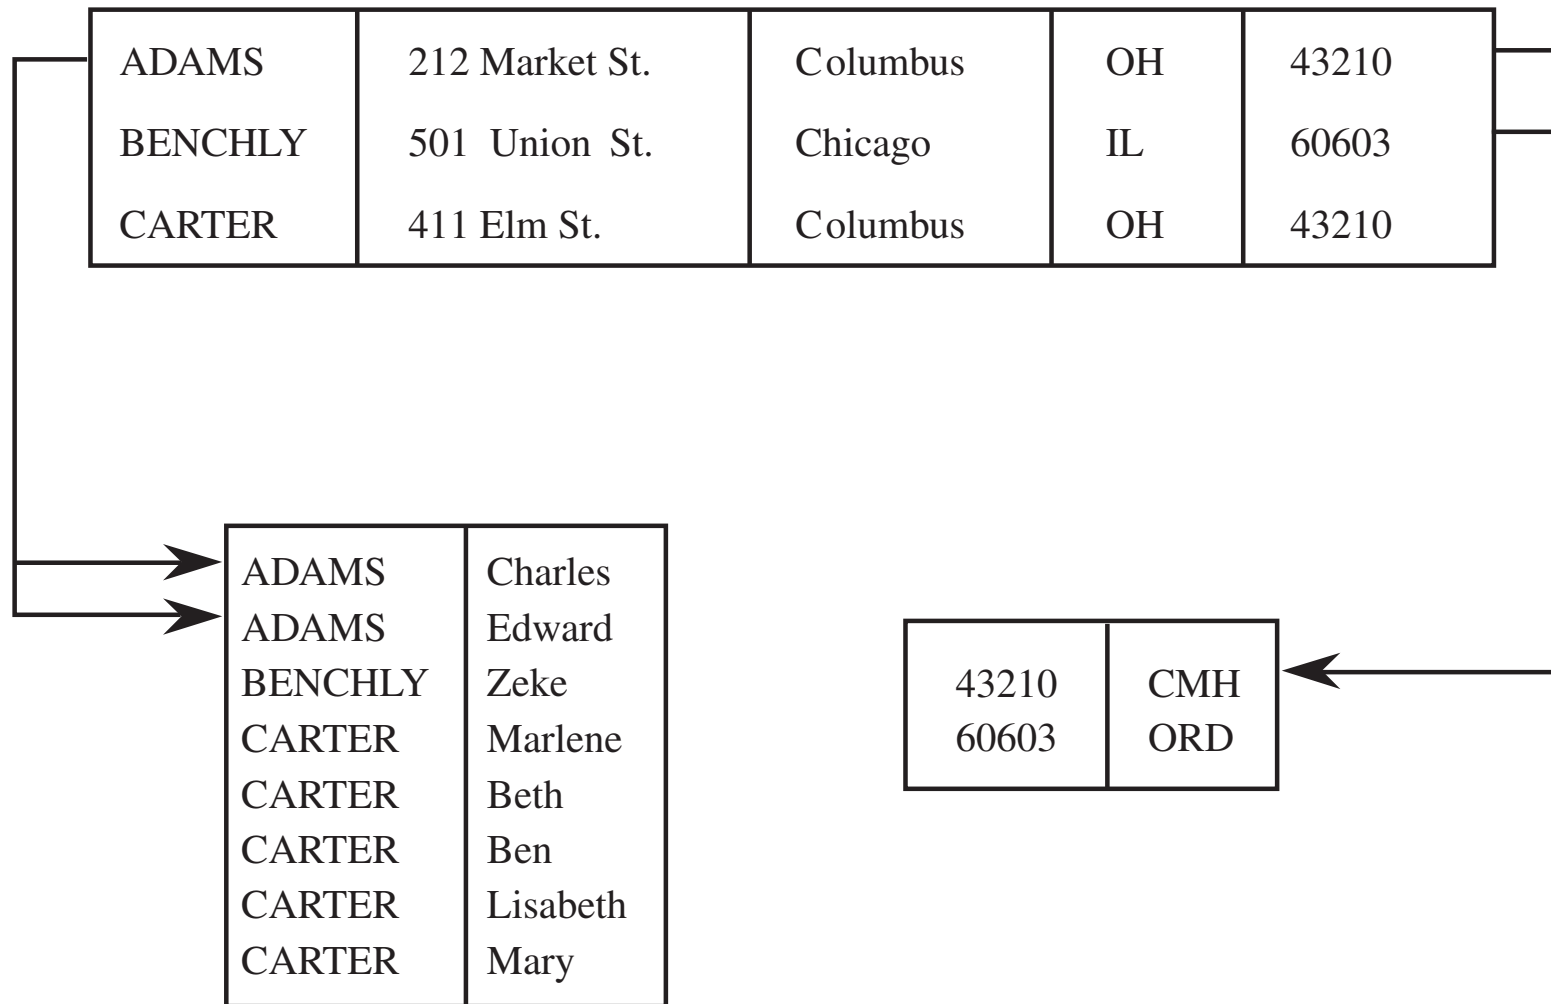 ADAMS 212 Market St. Columbus OH 43210
BENCHLY 501 Union St. Chicago IL 60603
CARTER 411 Elm St. Columbus OH 43210
ADAMS Charles
ADAMS Edward
BENCHLY Zeke
CARTER Marlene
CARTER Beth
CARTER Ben
CARTER Lisabeth
CARTER Mary
43210 CMH
60603 ORD